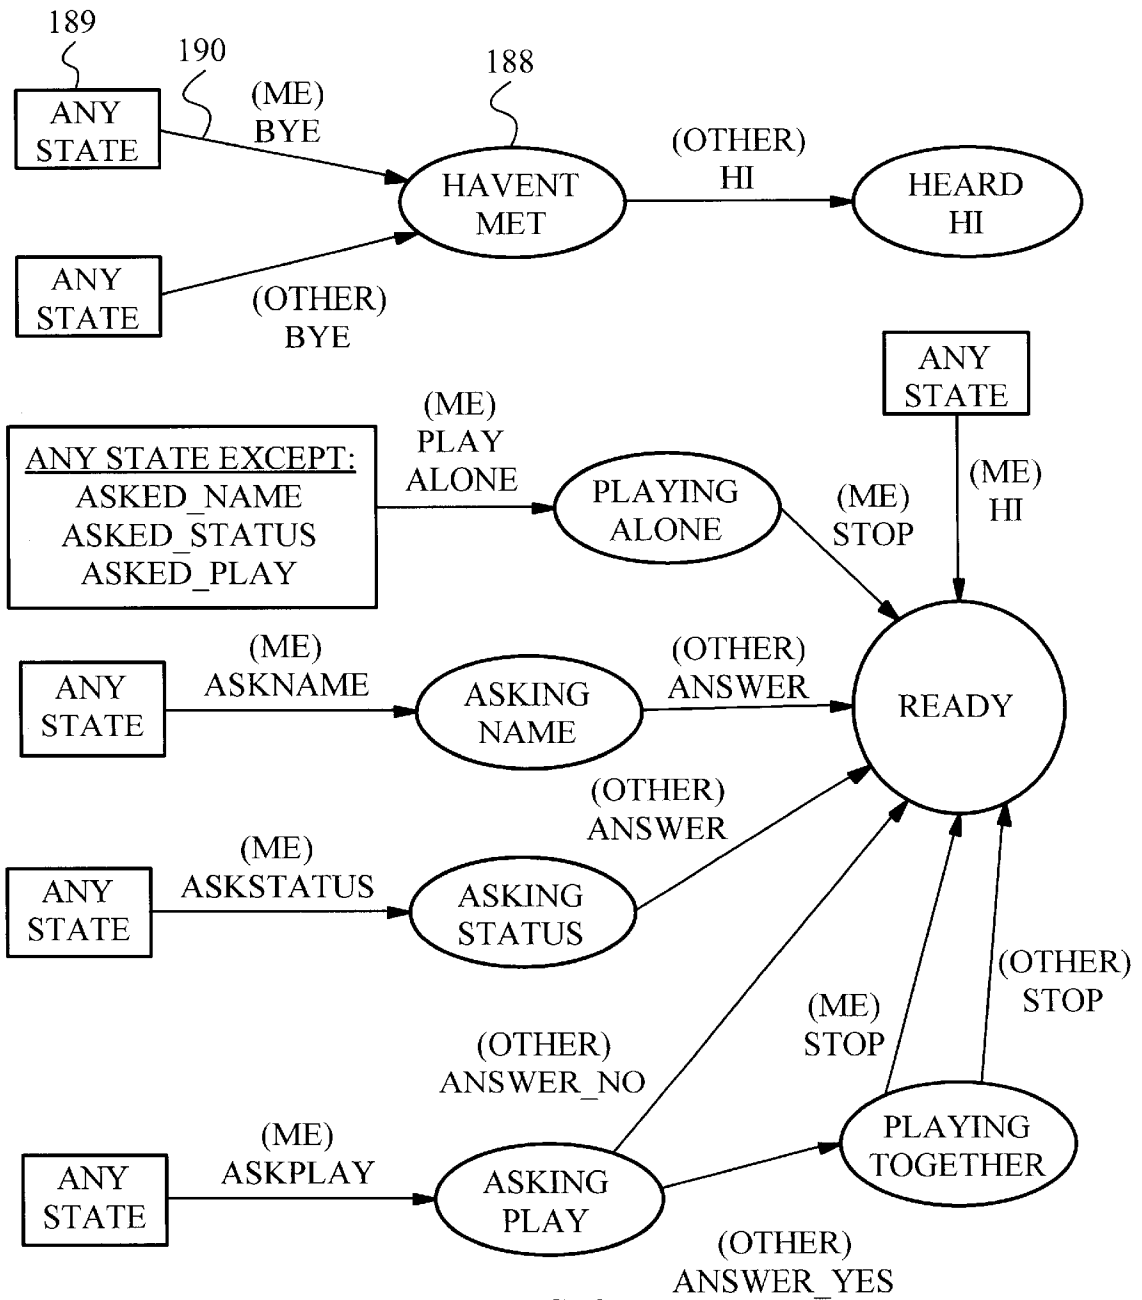 189
190
188
ANY
STATE
(ME)
BYE
HAVENT
MET
(OTHER)
HI
HEARD
HI
ANY
STATE
(OTHER)
BYE
ANY
STATE
(ME)
HI
ANY STATE EXCEPT:
ASKED_NAME
ASKED_STATUS
ASKED_PLAY
(ME)
PLAY
ALONE
PLAYING
ALONE
(ME)
STOP
ANY
STATE
(ME)
ASKNAME
ASKING
NAME
(OTHER)
ANSWER
READY
ANY
STATE
(ME)
ASKSTATUS
ASKING
STATUS
(OTHER)
ANSWER
(OTHER)
ANSWER_NO
(ME)
STOP
(OTHER)
STOP
ANY
STATE
(ME)
ASKPLAY
ASKING
PLAY
PLAYING
TOGETHER
(OTHER)
ANSWER_YES